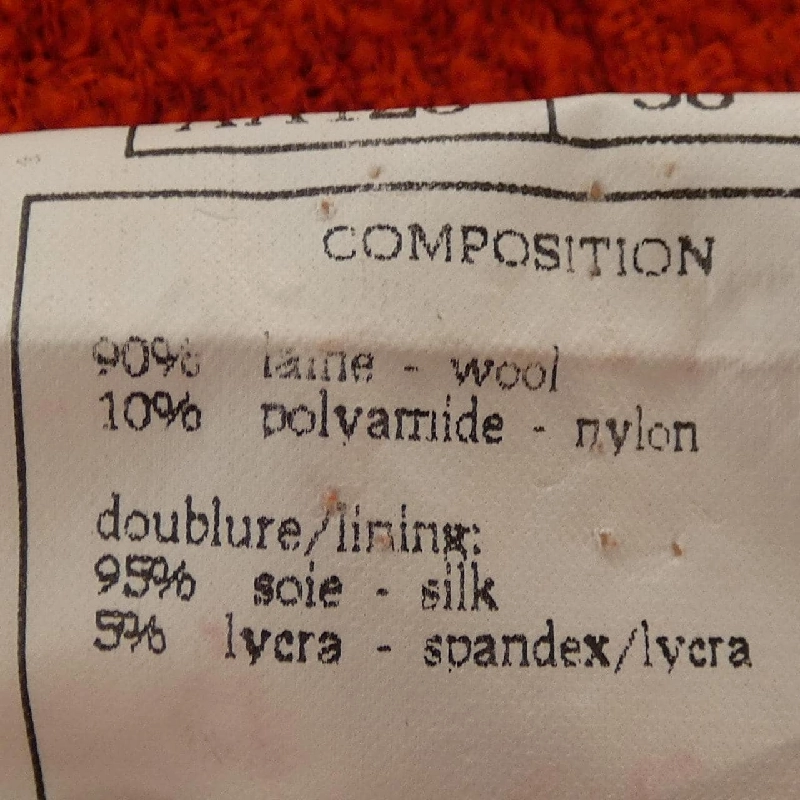 COMPOSITION
90% laine - wool
10% polyamide - nylon
doublure/lining:
95% soie - silk
5% lycra - spandex/lycra